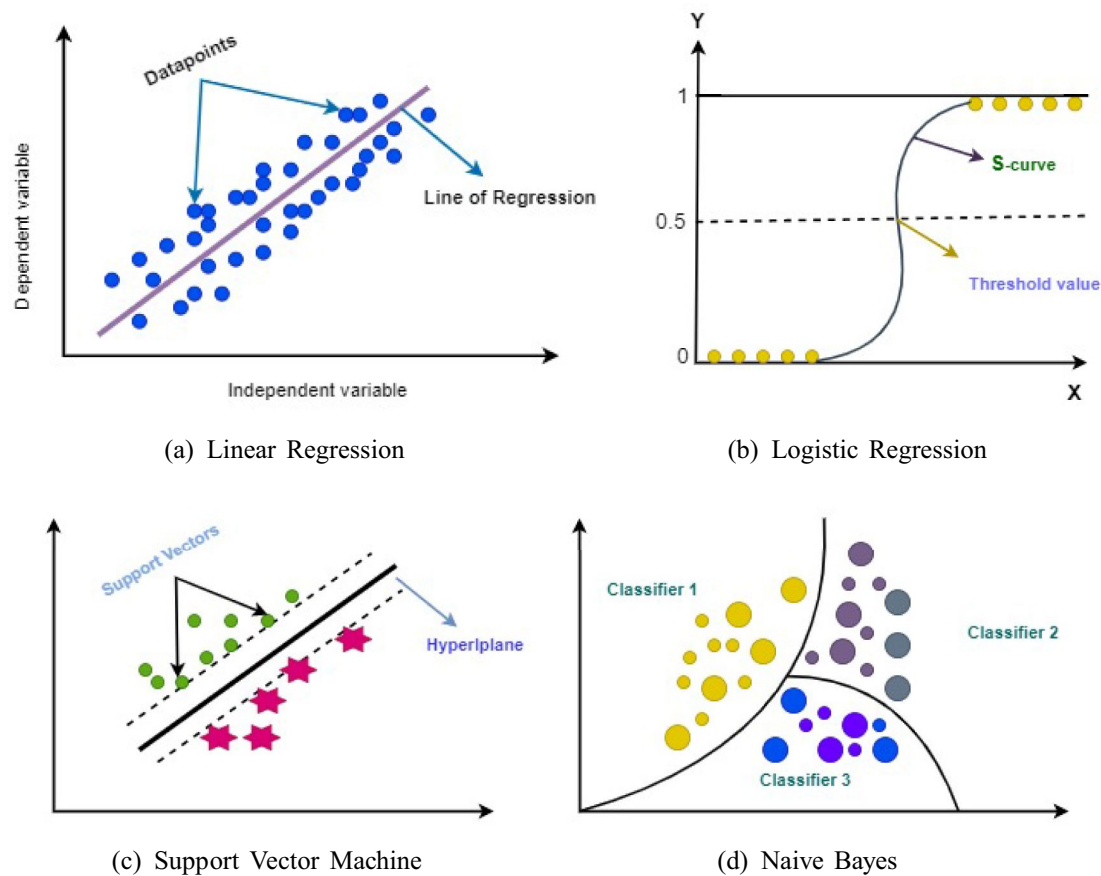 Datapoints
Dependent variable
Line of Regression
Independent variable
(a) Linear Regression
Y
1
S-curve
0.5
Threshold value
0
X
(b) Logistic Regression
Support Vectors
Hyperlplane
(c) Support Vector Machine
Classifier 1
Classifier 2
Classifier 3
(d) Naive Bayes